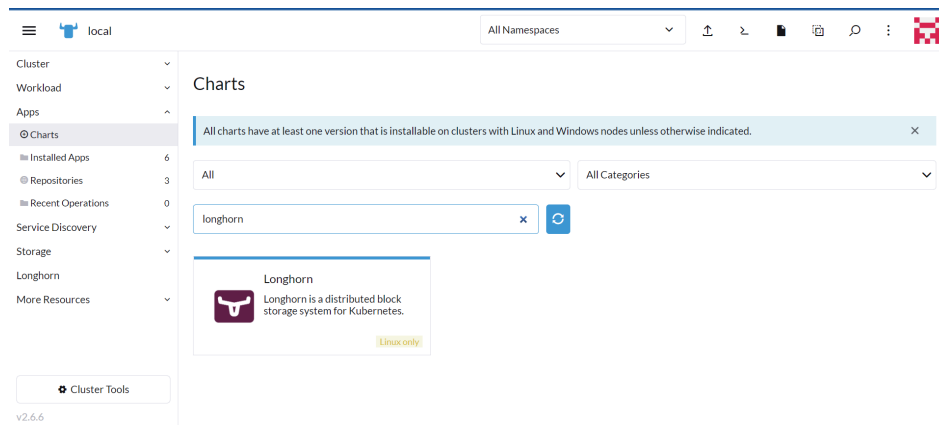 local
All Namespaces
Cluster
Workload
Apps
Charts
Installed Apps 6
Repositories 3
Recent Operations 0
Service Discovery
Storage
Longhorn
More Resources
Cluster Tools
v2.6.6
Charts
All charts have at least one version that is installable on clusters with Linux and Windows nodes unless otherwise indicated.
All
All Categories
longhorn
Longhorn
Longhorn is a distributed block
storage system for Kubernetes.
Linux only